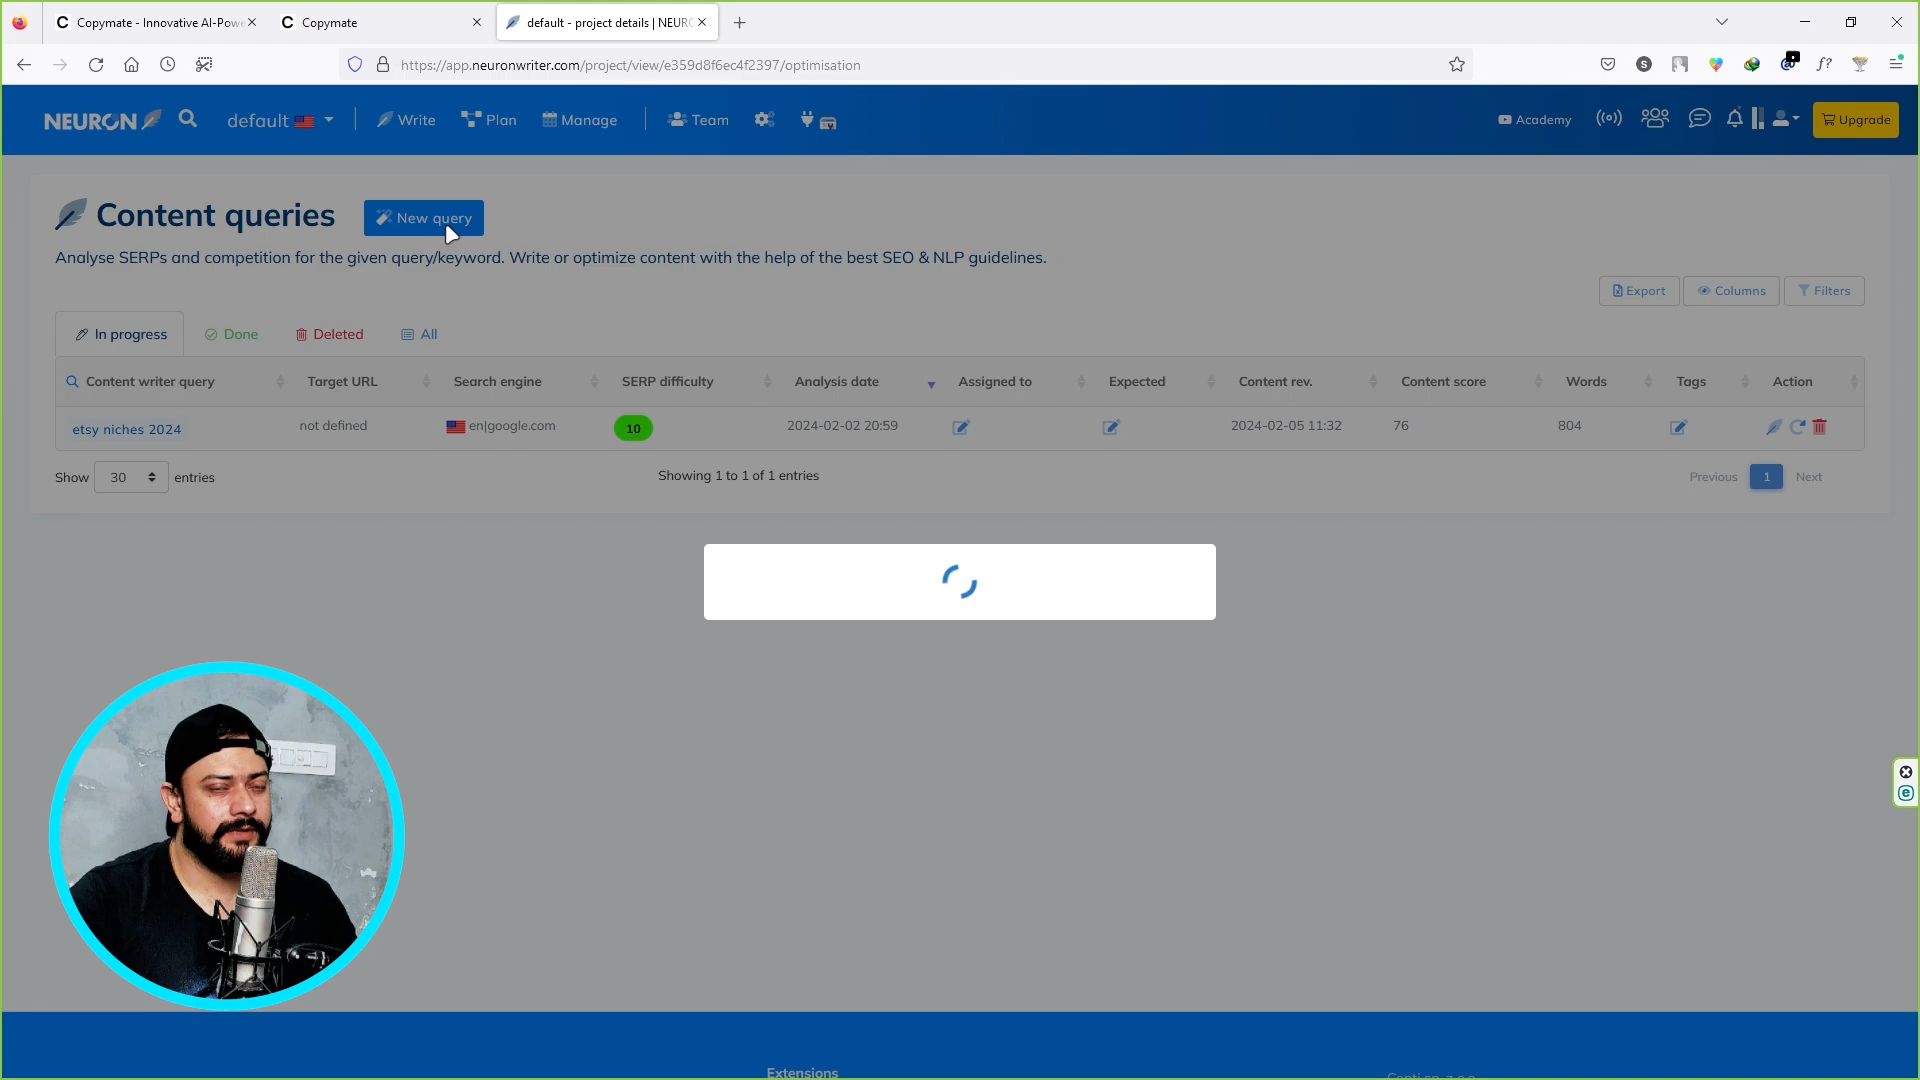 Copymate - Innovative AI-Powe
Copymate
default - project details | NEUR
https://app.neuronwriter.com/project/view/e359d8f6ec4f2397/optimisation
NEURON default Write Plan Manage Team Academy Upgrade
Content queries New query
Analyse SERPs and competition for the given query/keyword. Write or optimize content with the help of the best SEO & NLP guidelines.
Export Columns Filters
In progress Done Deleted All
Content writer query Target URL Search engine SERP difficulty Analysis date Assigned to Expected Content rev. Content score Words Tags Action
etsy niches 2024 not defined en|google.com 10 2024-02-02 20:59 2024-02-05 11:32 76 804
Show 30 entries Showing 1 to 1 of 1 entries Previous 1 Next
Extensions